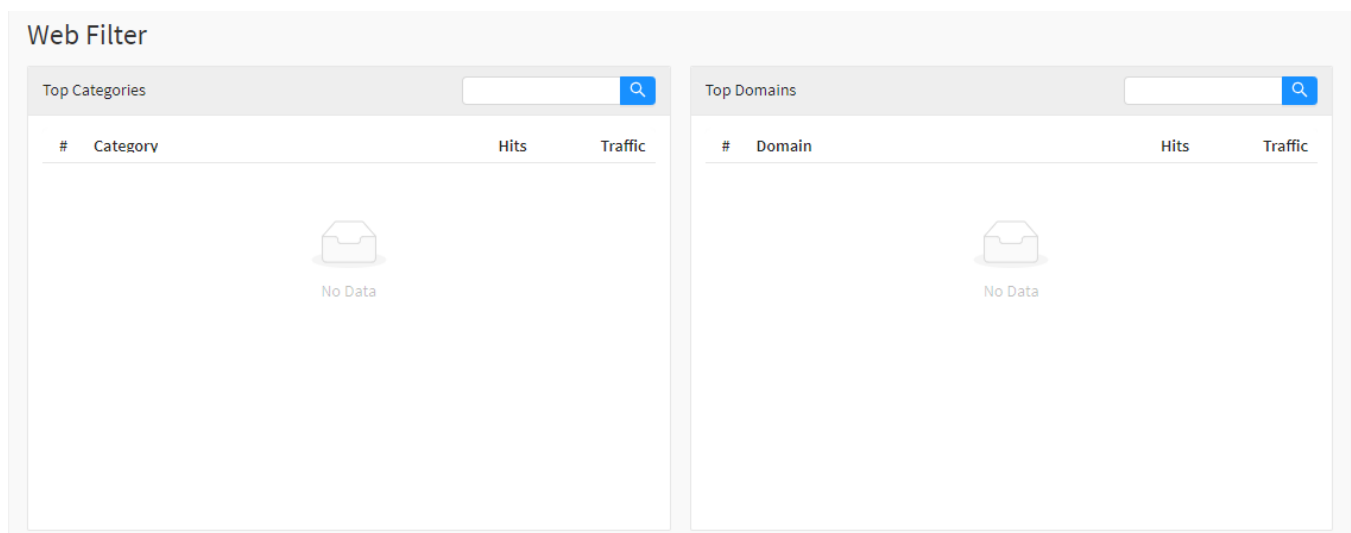 Web Filter
Top Categories
# Category Hits Traffic
No Data
Top Domains
# Domain Hits Traffic
No Data